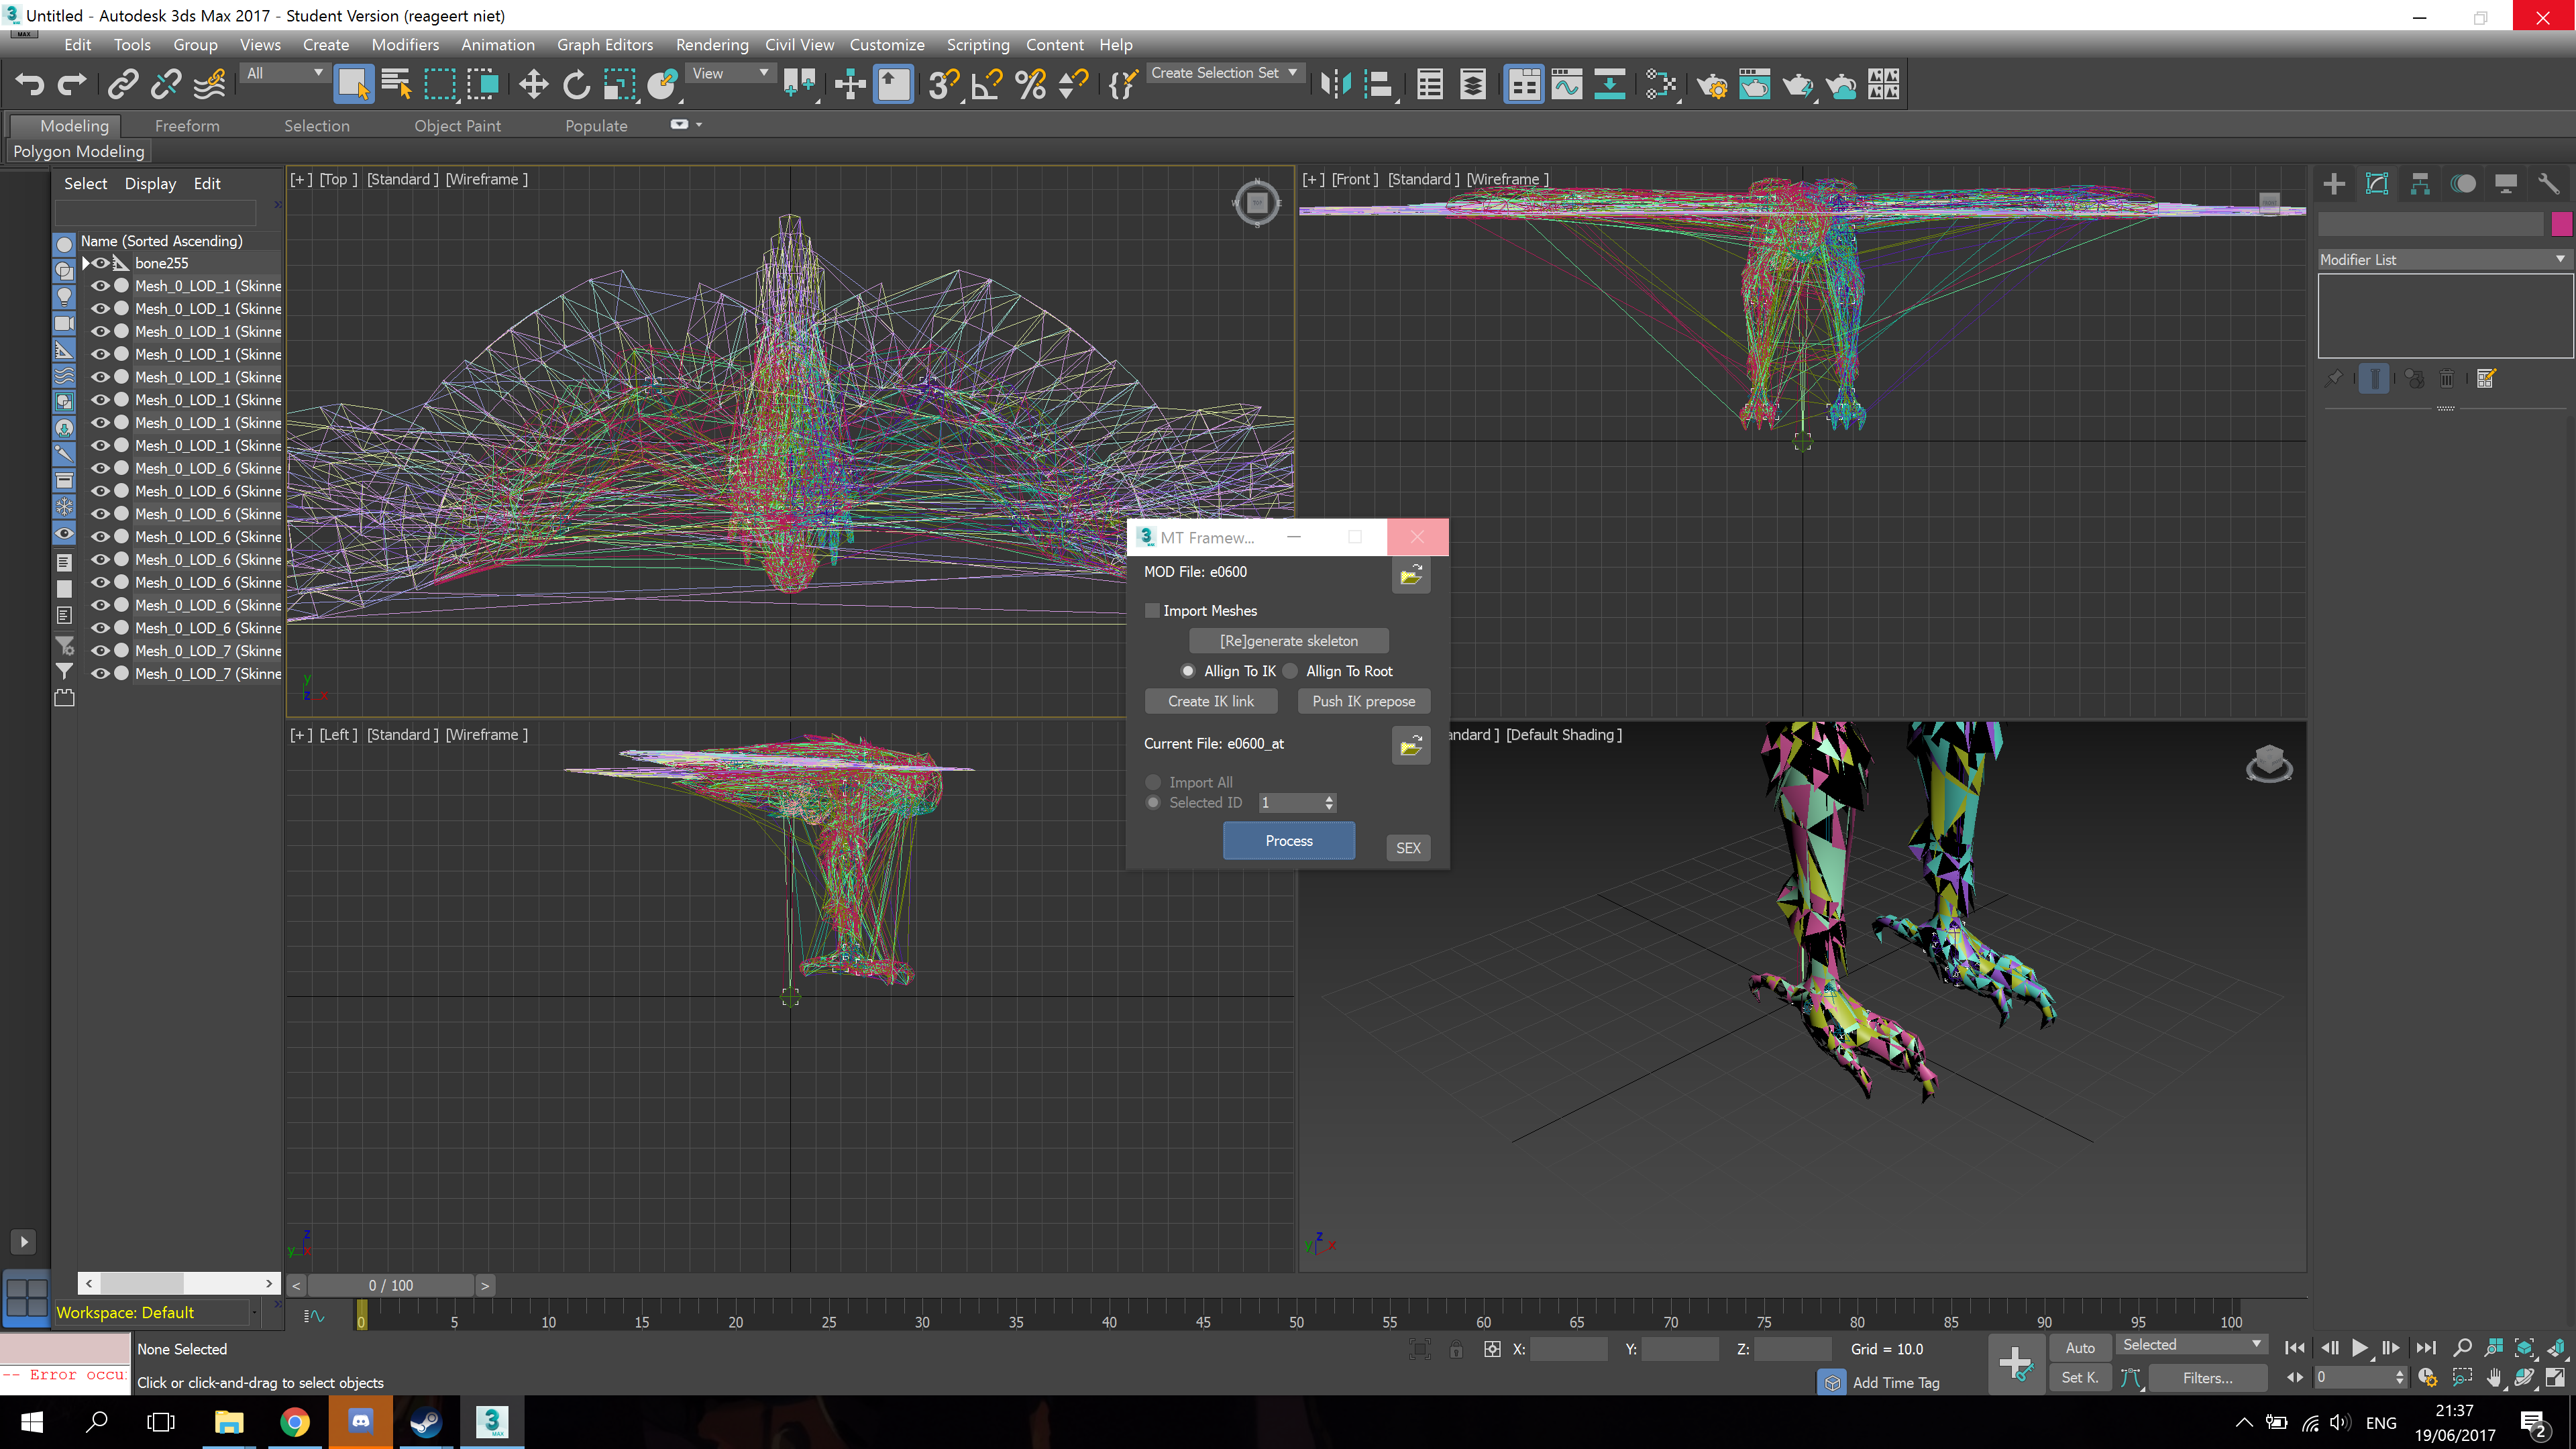 Untitled - Autodesk 3ds Max 2017 - Student Version (reageert niet)
MAX
Edit Tools Group Views Create Modifiers Animation Graph Editors Rendering Civil View Customize Scripting Content Help
All
View
Create Selection Set
Modeling Freeform Selection Object Paint Populate
Polygon Modeling
Select Display Edit
Name (Sorted Ascending)
bone255
Mesh_0_LOD_1 (Skinne
Mesh_0_LOD_1 (Skinne
Mesh_0_LOD_1 (Skinne
Mesh_0_LOD_1 (Skinne
Mesh_0_LOD_1 (Skinne
Mesh_0_LOD_1 (Skinne
Mesh_0_LOD_1 (Skinne
Mesh_0_LOD_1 (Skinne
Mesh_0_LOD_6 (Skinne
Mesh_0_LOD_6 (Skinne
Mesh_0_LOD_6 (Skinne
Mesh_0_LOD_6 (Skinne
Mesh_0_LOD_6 (Skinne
Mesh_0_LOD_6 (Skinne
Mesh_0_LOD_6 (Skinne
Mesh_0_LOD_6 (Skinne
Mesh_0_LOD_7 (Skinne
Mesh_0_LOD_7 (Skinne
Workspace: Default
[+] [Top ] [Standard ] [Wireframe ]
[+] [Front ] [Standard ] [Wireframe ]
[+] [Left ] [Standard ] [Wireframe ]
andard ] [Default Shading ]
y
z x
z
y x
z
y x
MT Framew...
MOD File: e0600
Import Meshes
[Re]generate skeleton
Allign To IK Allign To Root
Create IK link Push IK prepose
Current File: e0600_at
Import All
Selected ID 1
Process
SEX
Modifier List
< 0 / 100 >
0 5 10 15 20 25 30 35 40 45 50 55 60 65 70 75 80 85 90 95 100
None Selected
X: Y: Z: Grid = 10.0
Auto Selected
-- Error occu
Click or click-and-drag to select objects
Add Time Tag
Set K. Filters... 0
ENG
21:37
19/06/2017
2
3
MAX